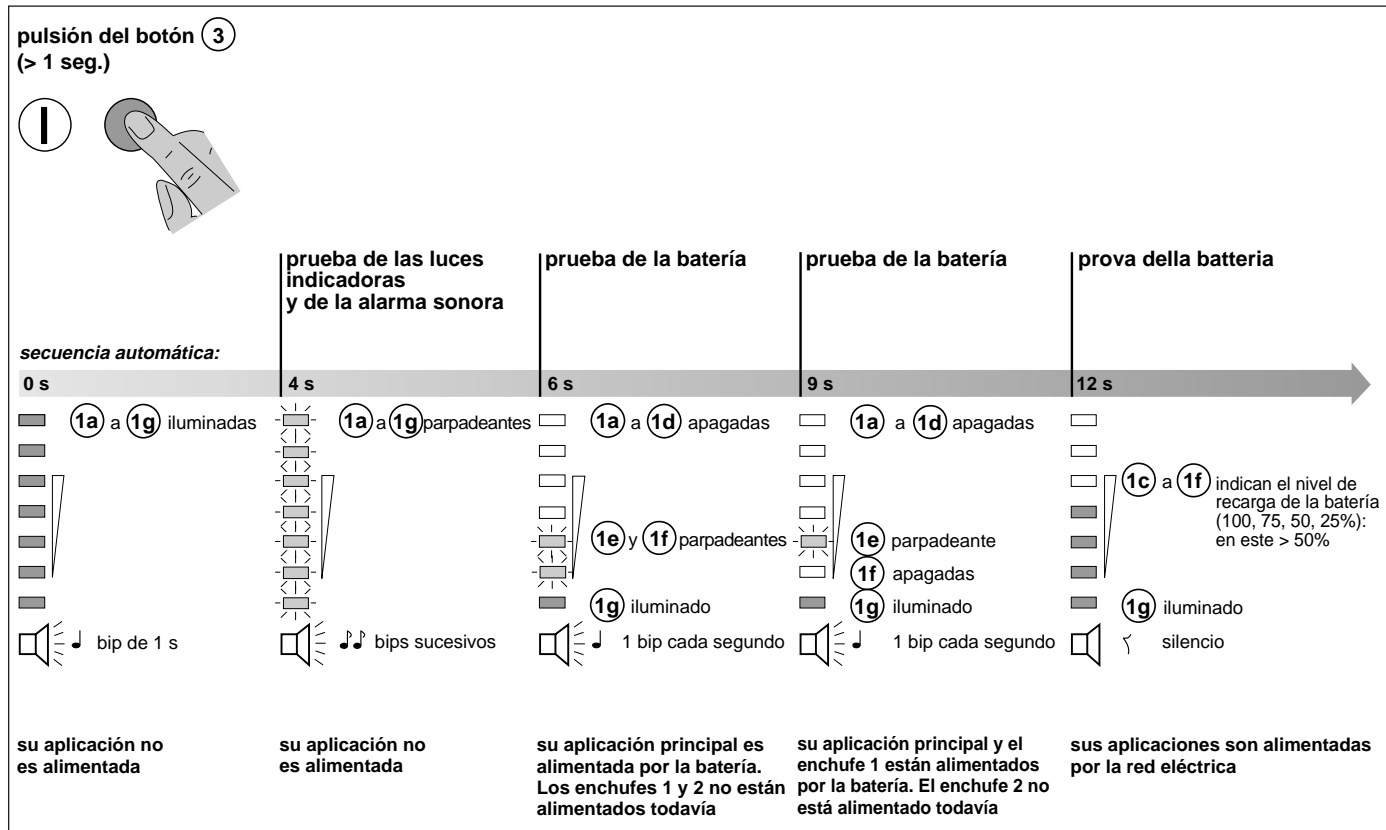 pulsión del botón 3
(> 1 seg.)
prueba de las luces
indicadoras
y de la alarma sonora
prueba de la batería
prueba de la batería
prova della batteria
secuencia automática:
0 s
4 s
6 s
9 s
12 s
1a a 1g iluminadas
1a a 1g parpadeantes
1a a 1d apagadas
1a a 1d apagadas
1c a 1f indican el nivel de
recarga de la batería
(100, 75, 50, 25%):
en este > 50%
1e y 1f parpadeantes
1e parpadeante
1f apagadas
1g iluminado
1g iluminado
1g iluminado
bip de 1 s
bips sucesivos
1 bip cada segundo
1 bip cada segundo
silencio
su aplicación no
es alimentada
su aplicación no
es alimentada
su aplicación principal es
alimentada por la batería.
Los enchufes 1 y 2 no están
alimentados todavía
su aplicación principal y el
enchufe 1 están alimentados
por la batería. El enchufe 2 no
está alimentado todavía
sus aplicaciones son alimentadas
por la red eléctrica